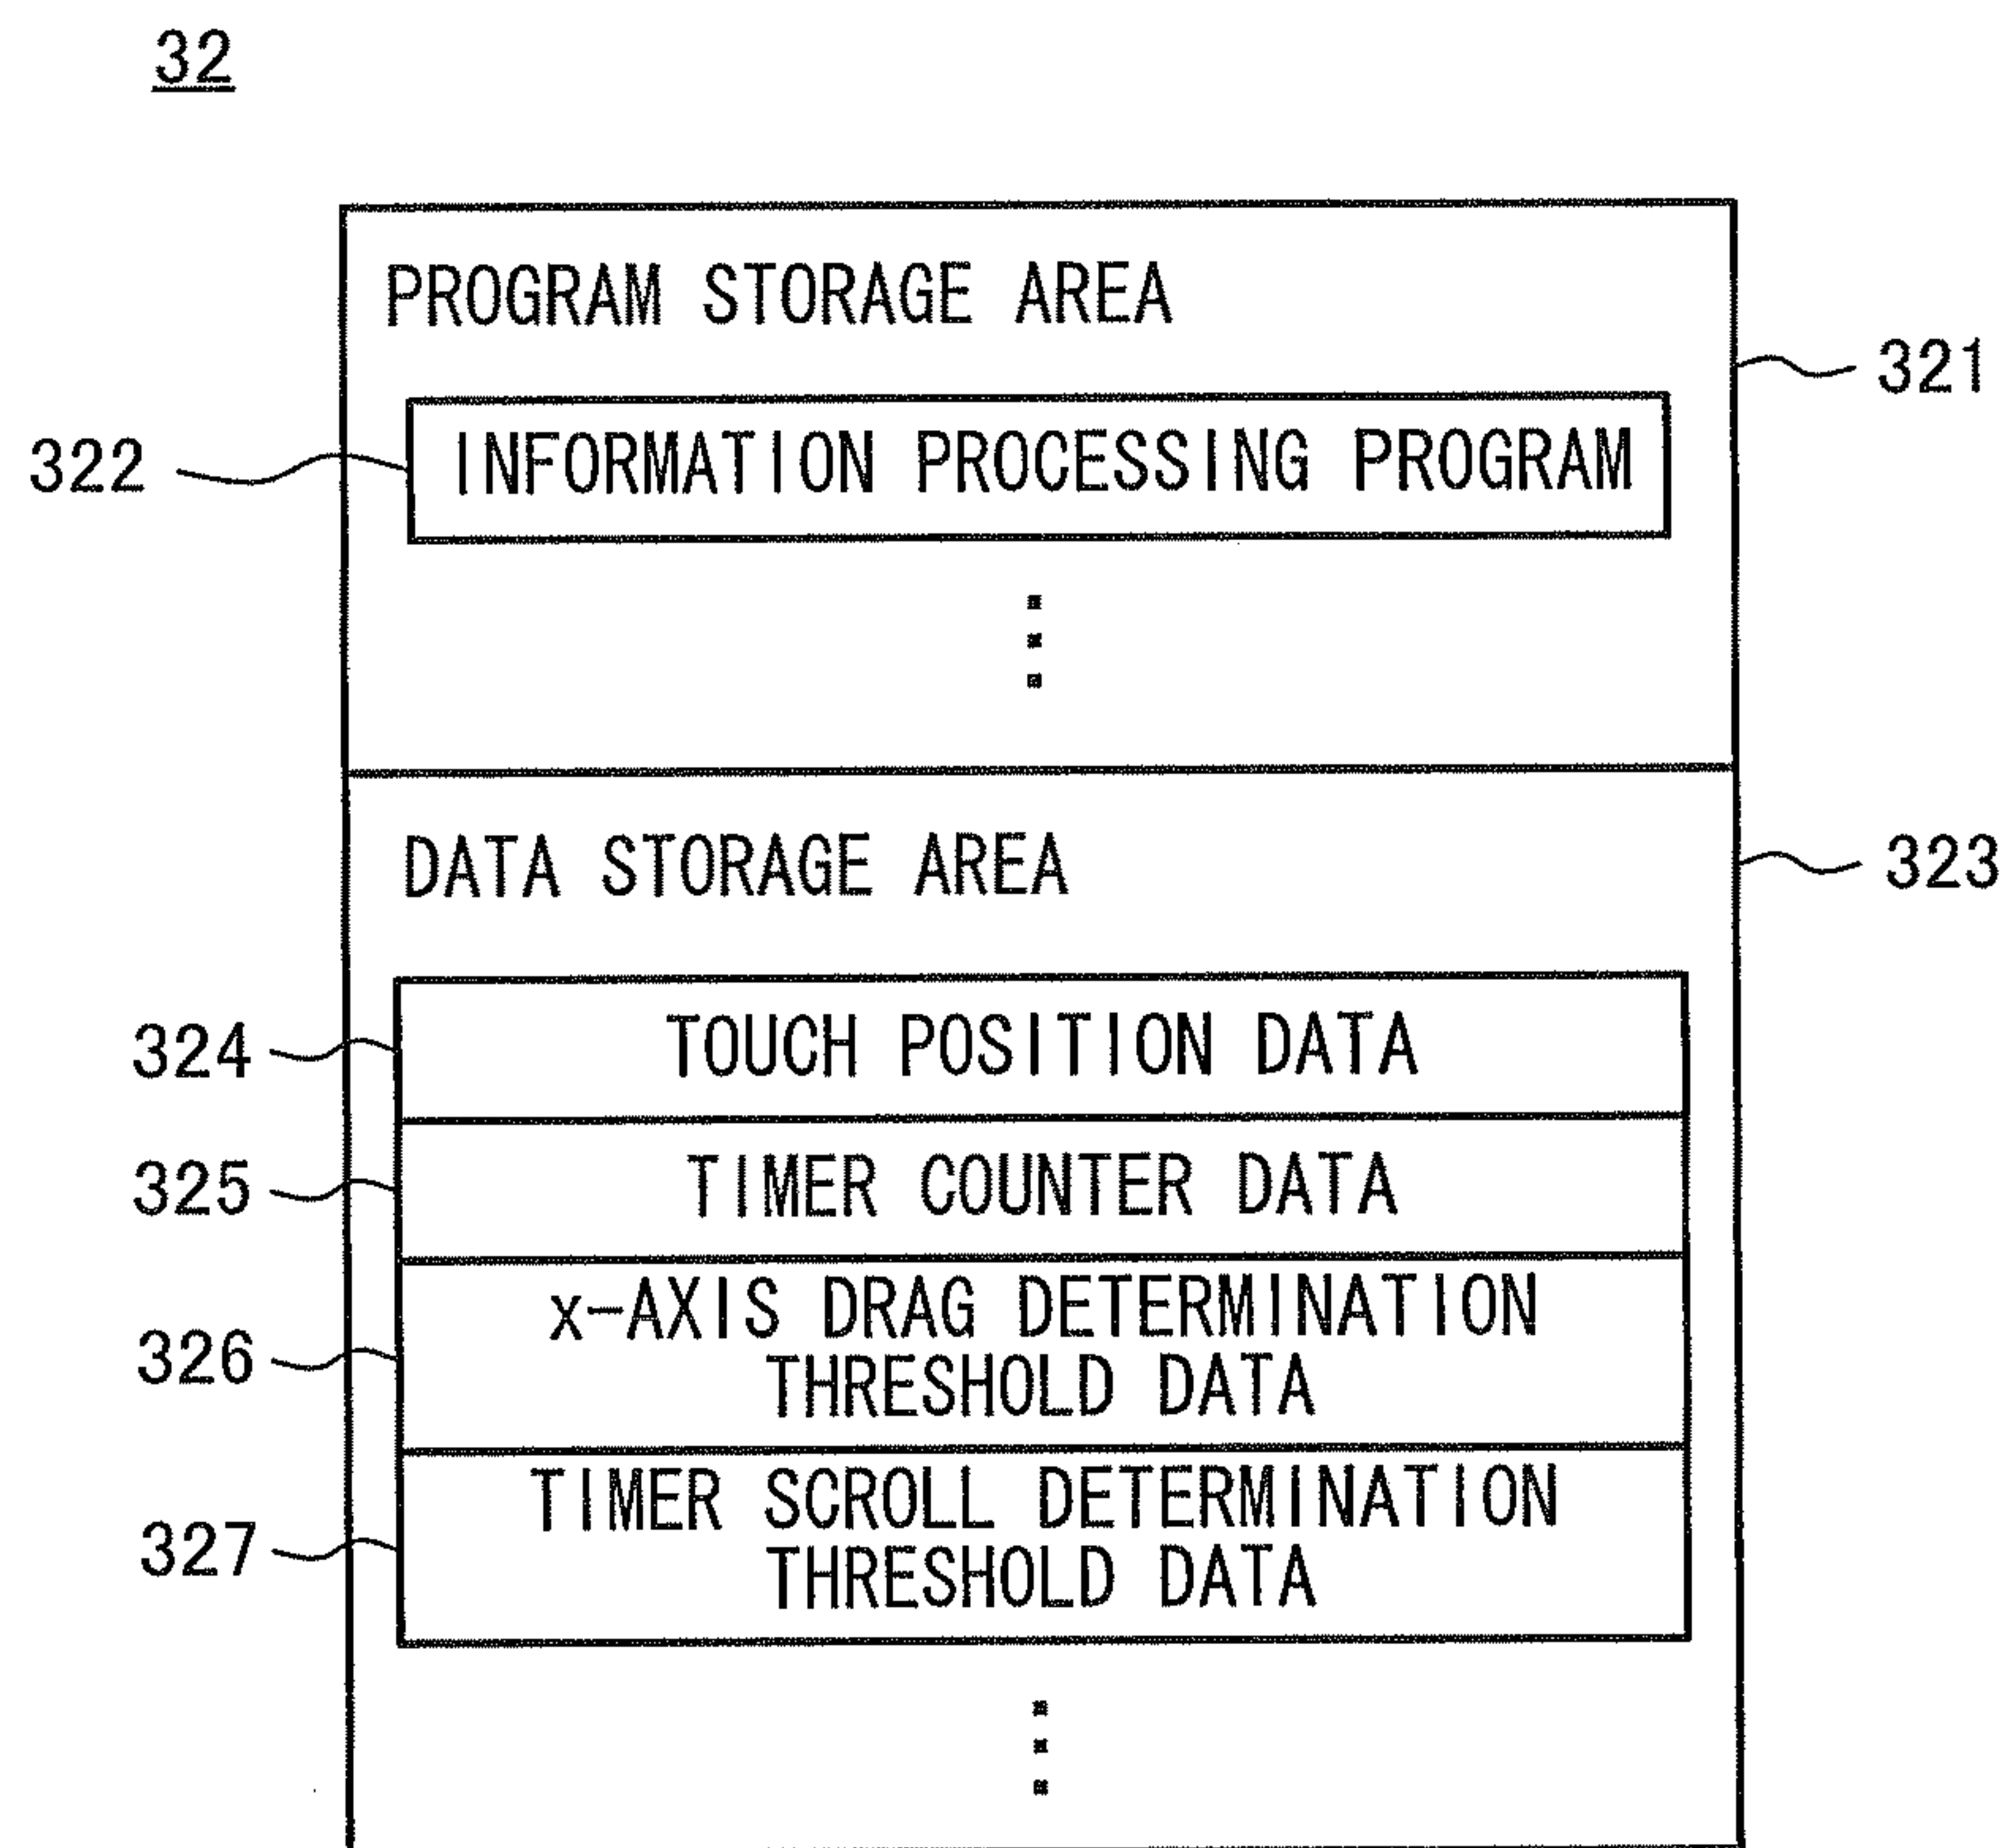 32
PROGRAM STORAGE AREA
321
322
INFORMATION PROCESSING PROGRAM
DATA STORAGE AREA
323
324
TOUCH POSITION DATA
325
TIMER COUNTER DATA
326
x-AXIS DRAG DETERMINATION
THRESHOLD DATA
327
TIMER SCROLL DETERMINATION
THRESHOLD DATA